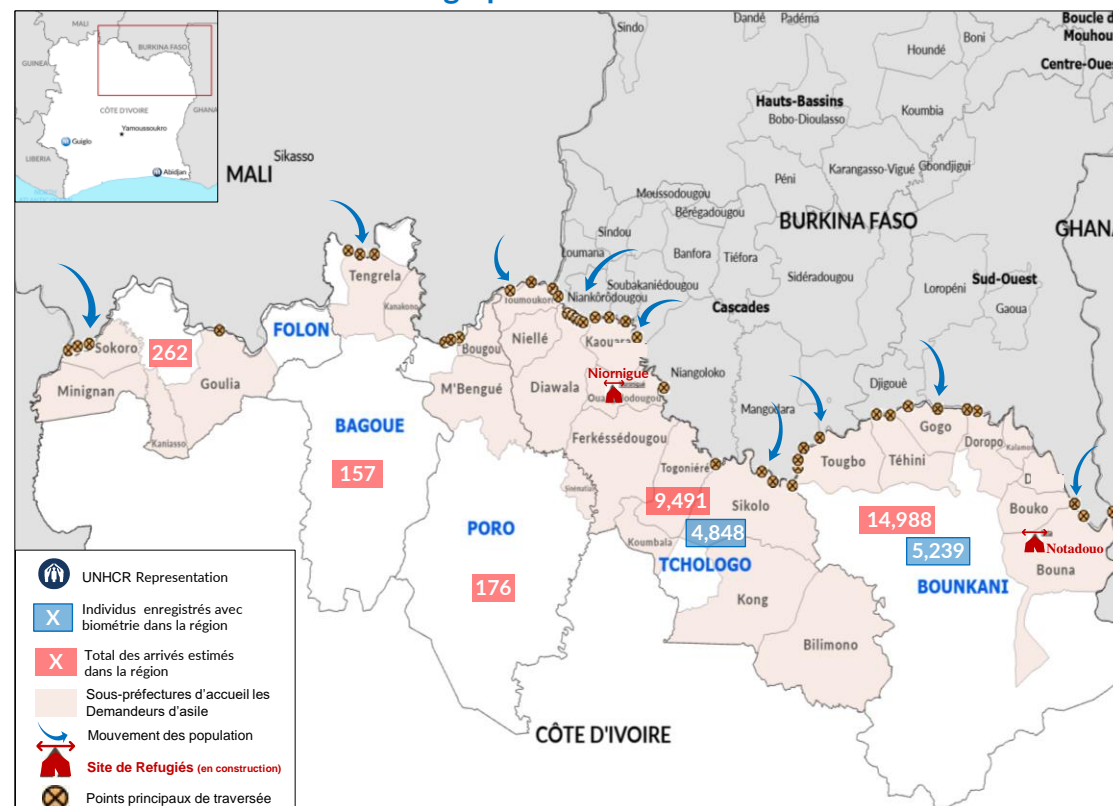 MALI
BURKINA FASO
GUINEA
CÔTE D'IVOIRE
GHANA
Yamoussoukro
Guiglo
LIBERIA
Abidjan
MALI
Sikasso
Sindo
Dandé
Padéma
Houndé
Boni
Boucle d
Mouhou
Centre-Oues
Hauts-Bassins
Bobo-Dioulasso
Koumbia
Karangasso-Vigué
Gbondjigui
Péni
Moussodougou
Bérégadougou
BURKINA FASO
GHANA
Sindou
Loumana
Banfora
Tiéfora
Soubakaniédougou
Niankôrôdougou
Sidéradougou
Loropéni
Sud-Ouest
Gaoua
Cascades
Niangoloko
Mangodara
Djigouè
Tengrela
Kanakono
Toumoukoro
FOLON
Sokoro
262
Goulia
Minignan
Kaniasso
Bougou
Niellé
Kaouara
M'Bengué
Diawala
Niornigue
BAGOUE
157
Ferkéssédougou
Togoniéré
9,491
Sikolo
4,848
Koumbala
TCHOLOGO
Kong
Bilimono
PORO
176
Gogo
Tougbo
Téhini
Doropo
14,988
5,239
BOUNKANI
Bouko
Notadouo
Bouna
CÔTE D'IVOIRE
UNHCR Representation
X
Individus enregistrés avec
biométrie dans la région
X
Total des arrivés estimés
dans la région
Sous-préfectures d'accueil les
Demandeurs d'asile
Mouvement des population
Site de Refugiés (en construction)
Points principaux de traversée